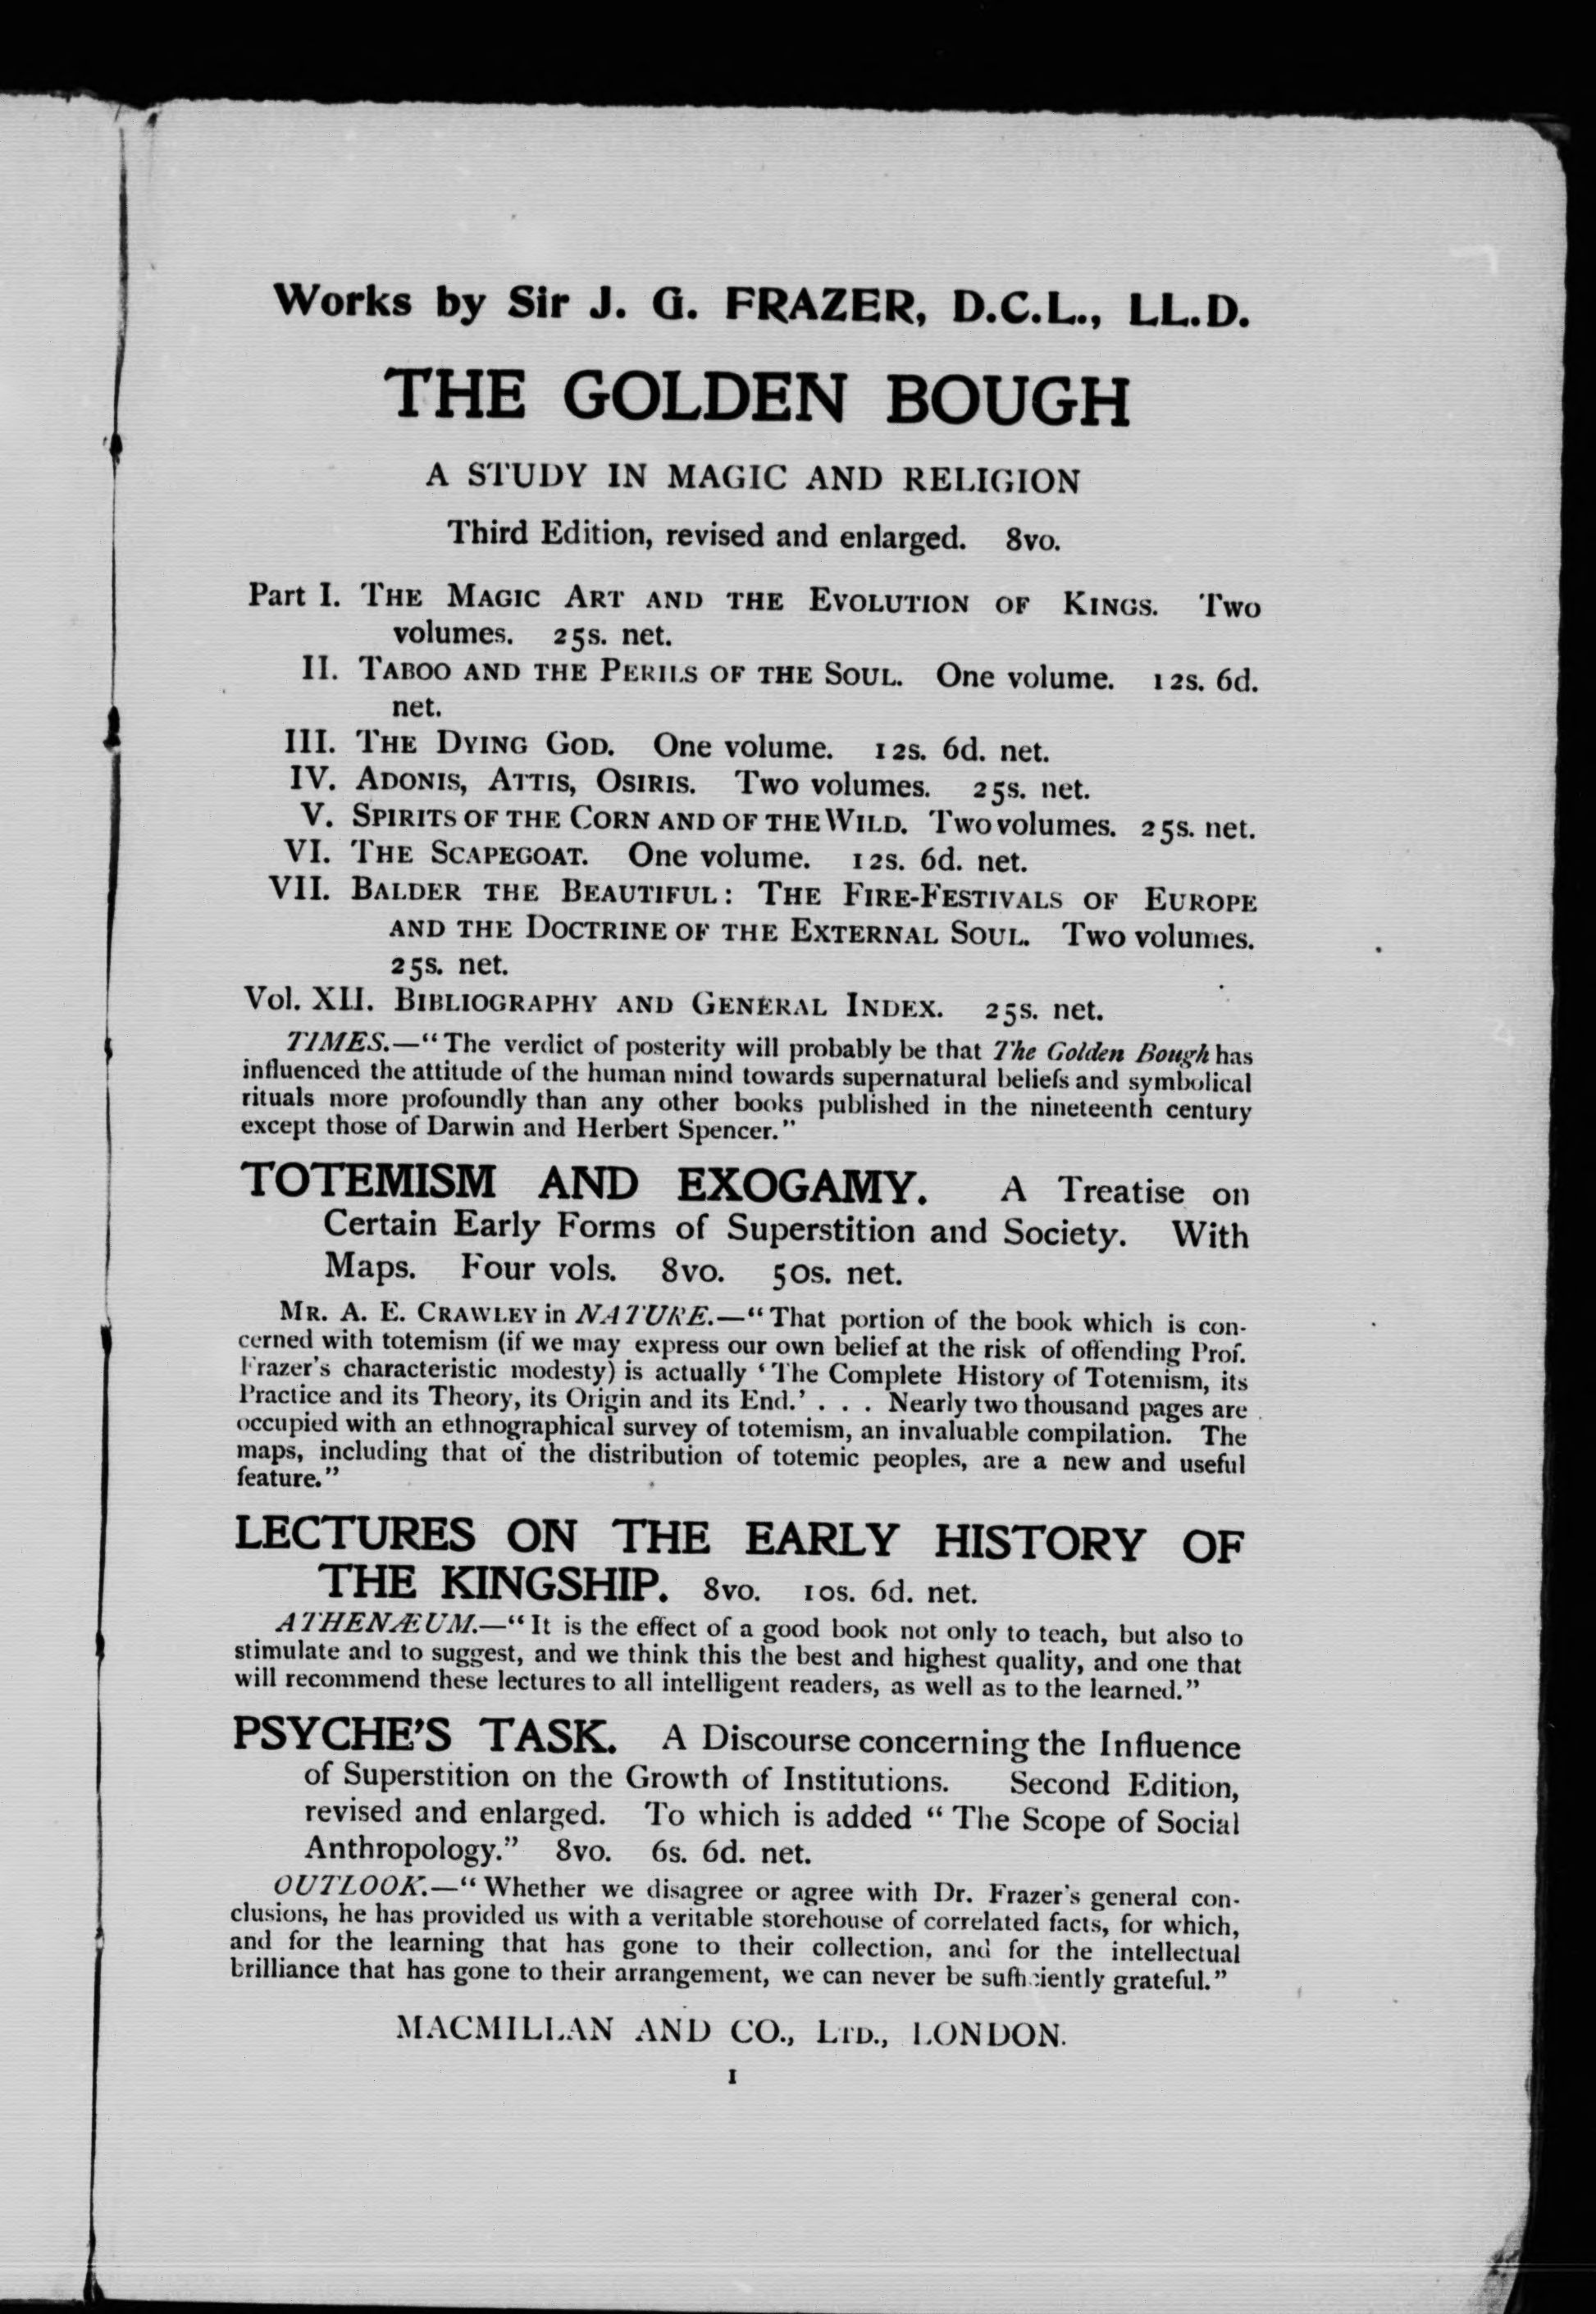 Works by Sir J. G. FRAZER, D.C.L., LL.D.
THE GOLDEN BOUGH
A STUDY IN MAGIC AND RELIGION
Third Edition, revised and enlarged. 8vo.
Part I. THE MAGIC ART AND THE EVOLUTION OF KINGS. Two
volumes. 25s. net.
II. TABOO AND THE PERILS OF THE SOUL. One volume. 12s. 6d.
net.
III. THE DYING GOD. One volume. 12s. 6d. net.
IV. ADONIS, ATTIS, OSIRIS. Two volumes. 25s. net.
V. SPIRITS OF THE CORN AND OF THE WILD. Two volumes. 25s. net.
VI. THE SCAPEGOAT. One volume. 12s. 6d. net.
VII. BALDER THE BEAUTIFUL: THE FIRE-FESTIVALS OF EUROPE
AND THE DOCTRINE OF THE EXTERNAL SOUL. Two volumes.
25s. net.
Vol. XII. BIBLIOGRAPHY AND GENERAL INDEX. 25s. net.
TIMES.—"The verdict of posterity will probably be that The Golden Bough has
influenced the attitude of the human mind towards supernatural beliefs and symbolical
rituals more profoundly than any other books published in the nineteenth century
except those of Darwin and Herbert Spencer."
TOTEMISM AND EXOGAMY. A Treatise on
Certain Early Forms of Superstition and Society. With
Maps. Four vols. 8vo. 50s. net.
MR. A. E. CRAWLEY in NATURE.—"That portion of the book which is con-
cerned with totemism (if we may express our own belief at the risk of offending Prof.
Frazer's characteristic modesty) is actually 'The Complete History of Totemism, its
Practice and its Theory, its Origin and its End.' . . . Nearly two thousand pages are
occupied with an ethnographical survey of totemism, an invaluable compilation. The
maps, including that of the distribution of totemic peoples, are a new and useful
feature."
LECTURES ON THE EARLY HISTORY OF
THE KINGSHIP. 8vo. 10s. 6d. net.
ATHENÆUM.—"It is the effect of a good book not only to teach, but also to
stimulate and to suggest, and we think this the best and highest quality, and one that
will recommend these lectures to all intelligent readers, as well as to the learned."
PSYCHE'S TASK. A Discourse concerning the Influence
of Superstition on the Growth of Institutions. Second Edition,
revised and enlarged. To which is added "The Scope of Social
Anthropology." 8vo. 6s. 6d. net.
OUTLOOK.—"Whether we disagree or agree with Dr. Frazer's general con-
clusions, he has provided us with a veritable storehouse of correlated facts, for which,
and for the learning that has gone to their collection, and for the intellectual
brilliance that has gone to their arrangement, we can never be sufficiently grateful."
MACMILLAN AND CO., LTD., LONDON.
I